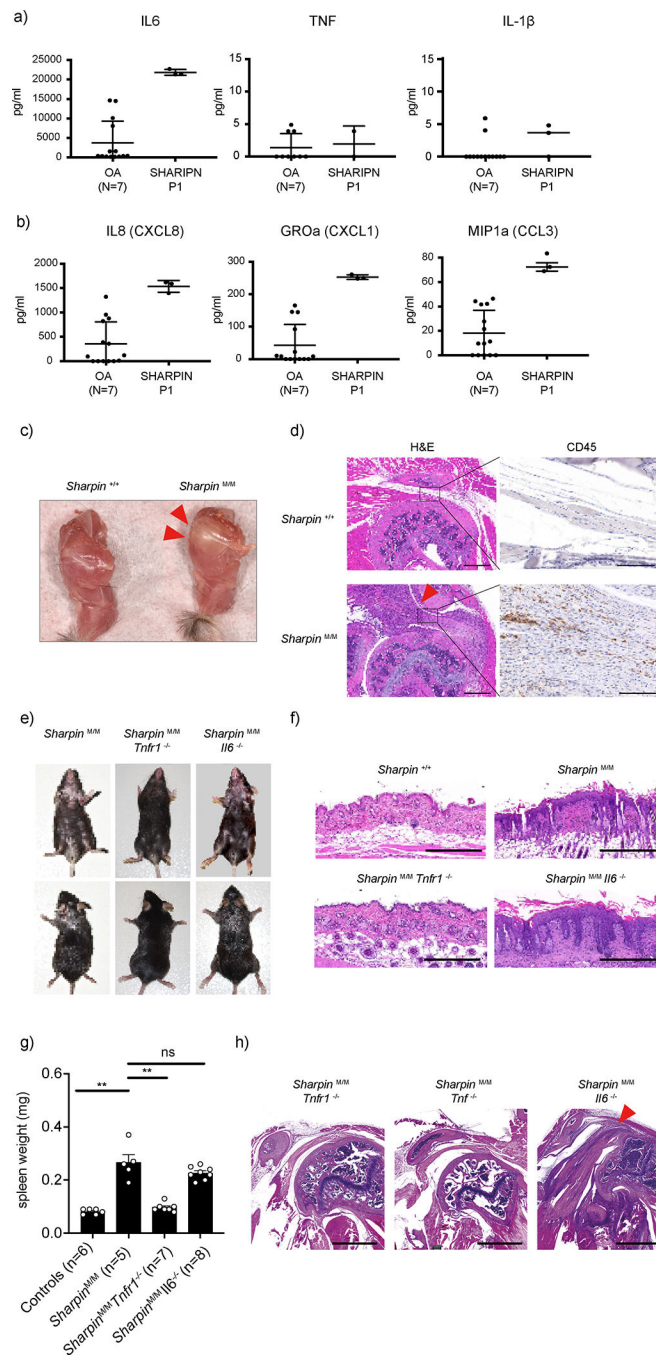 a)
IL6
TNF
IL-1β
pg/ml
25000
20000
15000
10000
5000
0
OA
(N=7)
SHARIPN
P1
pg/ml
15
10
5
0
OA
(N=7)
SHARIPN
P1
pg/ml
15
10
5
0
OA
(N=7)
SHARIPN
P1
b)
IL8 (CXCL8)
GROa (CXCL1)
MIP1a (CCL3)
pg/ml
2000
1500
1000
500
0
OA
(N=7)
SHARPIN
P1
pg/ml
300
200
100
0
OA
(N=7)
SHARPIN
P1
pg/ml
100
80
60
40
20
0
OA
(N=7)
SHARPIN
P1
c)
Sharpin +/+
Sharpin M/M
d)
H&E
CD45
Sharpin +/+
Sharpin M/M
e)
Sharpin M/M
Sharpin M/M
Tnfr1 -/-
Sharpin M/M
Il6 -/-
f)
Sharpin +/+
Sharpin M/M
Sharpin M/M Tnfr1 -/-
Sharpin M/M Il6 -/-
g)
spleen weight (mg)
0.6
0.4
0.2
0.0
**
**
ns
Controls (n=6)
SharpinM/M (n=5)
SharpinM/MTnfr1-/- (n=7)
SharpinM/MIl6-/- (n=8)
h)
Sharpin M/M
Tnfr1 -/-
Sharpin M/M
Tnf -/-
Sharpin M/M
Il6 -/-